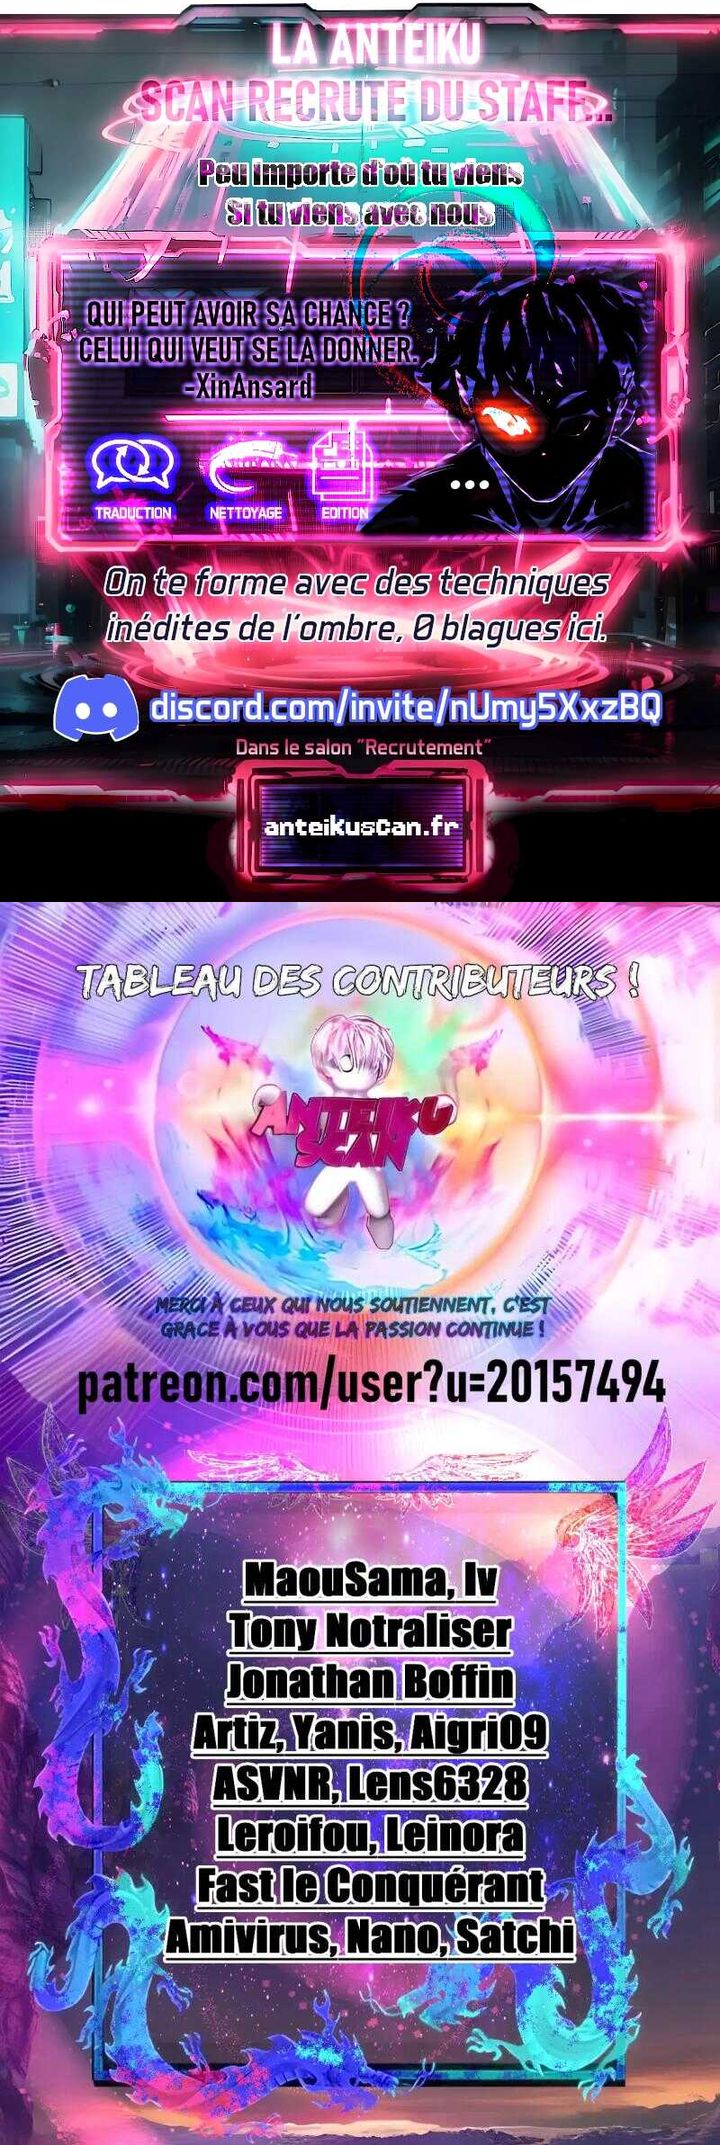 LA ANTEIKU
SCAN RECRUTE DU STAFF...
Peu importe d'où tu viens
Si tu viens avec nous
QUI PEUT AVOIR SA CHANCE ?
CELUI QUI VEUT SE LA DONNER.
-XinAnsard
...
TRADUCTION NETTOYAGE EDITION
On te forme avec des techniques
inédites de l'ombre, 0 blagues ici.
discord.com/invite/nUmy5XxzBQ
Dans le salon "Recrutement"
anteikuscan.fr
TABLEAU DES CONTRIBUTEURS !
ANTEIKU
SCAN
MERCI À CEUX QUI NOUS SOUTIENNENT, C'EST
GRACE À VOUS QUE LA PASSION CONTINUE !
patreon.com/user?u=20157494
MaouSama, Iv
Tony Notraliser
Jonathan Boffin
Artiz, Yanis, Aigri09
ASVNR, Lens6328
Leroifou, Leinora
Fast le Conquérant
Amivirus, Nano, Satchi